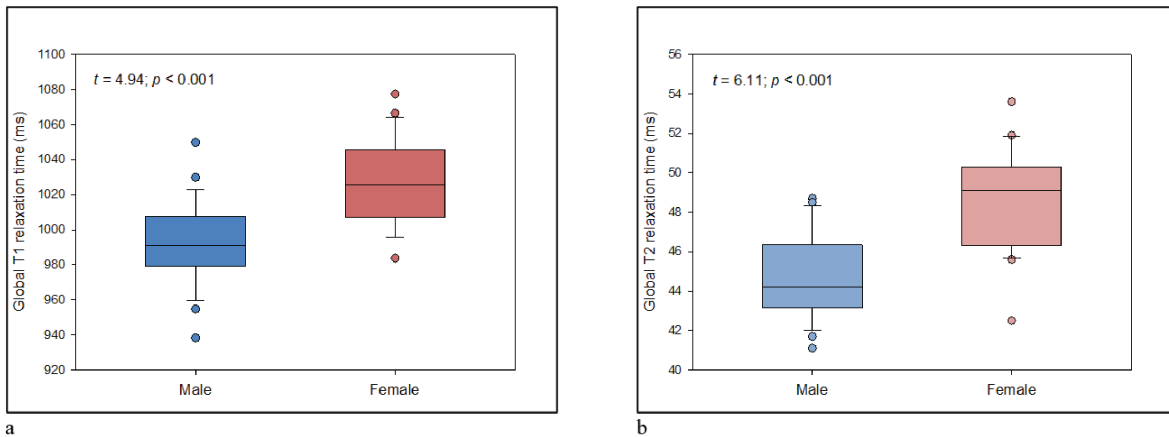 t = 4.94; p < 0.001
Global T1 relaxation time (ms)
1100
1080
1060
1040
1020
1000
980
960
940
920
Male
Female
a
t = 6.11; p < 0.001
Global T2 relaxation time (ms)
56
54
52
50
48
46
44
42
40
Male
Female
b